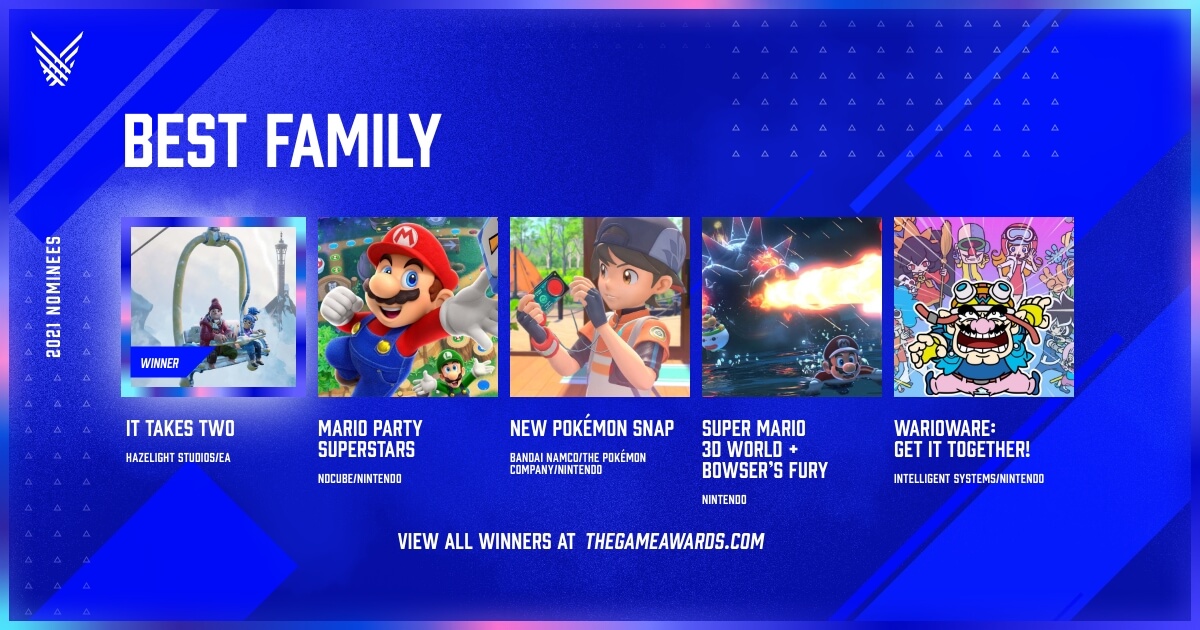 BEST FAMILY
2021 NOMINEES
WINNER
IT TAKES TWO
HAZELIGHT STUDIOS/EA
MARIO PARTY
SUPERSTARS
NDCUBE/NINTENDO
NEW POKÉMON SNAP
BANDAI NAMCO/THE POKÉMON
COMPANY/NINTENDO
SUPER MARIO
3D WORLD +
BOWSER'S FURY
NINTENDO
WARIOWARE:
GET IT TOGETHER!
INTELLIGENT SYSTEMS/NINTENDO
VIEW ALL WINNERS AT THEGAMEAWARDS.COM